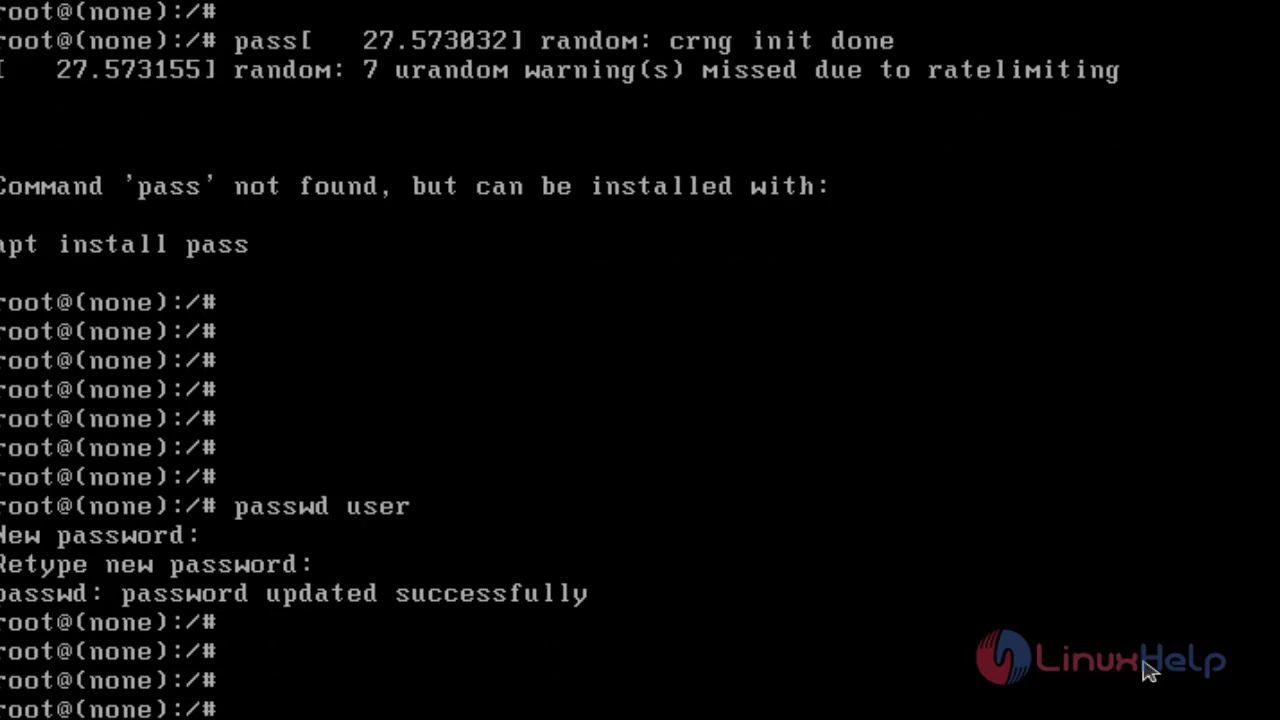 root@(none):/#
root@(none):/# pass[   27.573032] random: crng init done
[   27.573155] random: 7 urandom warning(s) missed due to ratelimiting
Command 'pass' not found, but can be installed with:
apt install pass
root@(none):/#
root@(none):/#
root@(none):/#
root@(none):/#
root@(none):/#
root@(none):/#
root@(none):/#
root@(none):/# passwd user
New password:
Retype new password:
passwd: password updated successfully
root@(none):/#
root@(none):/#
root@(none):/#
root@(none):/#
LinuxHelp